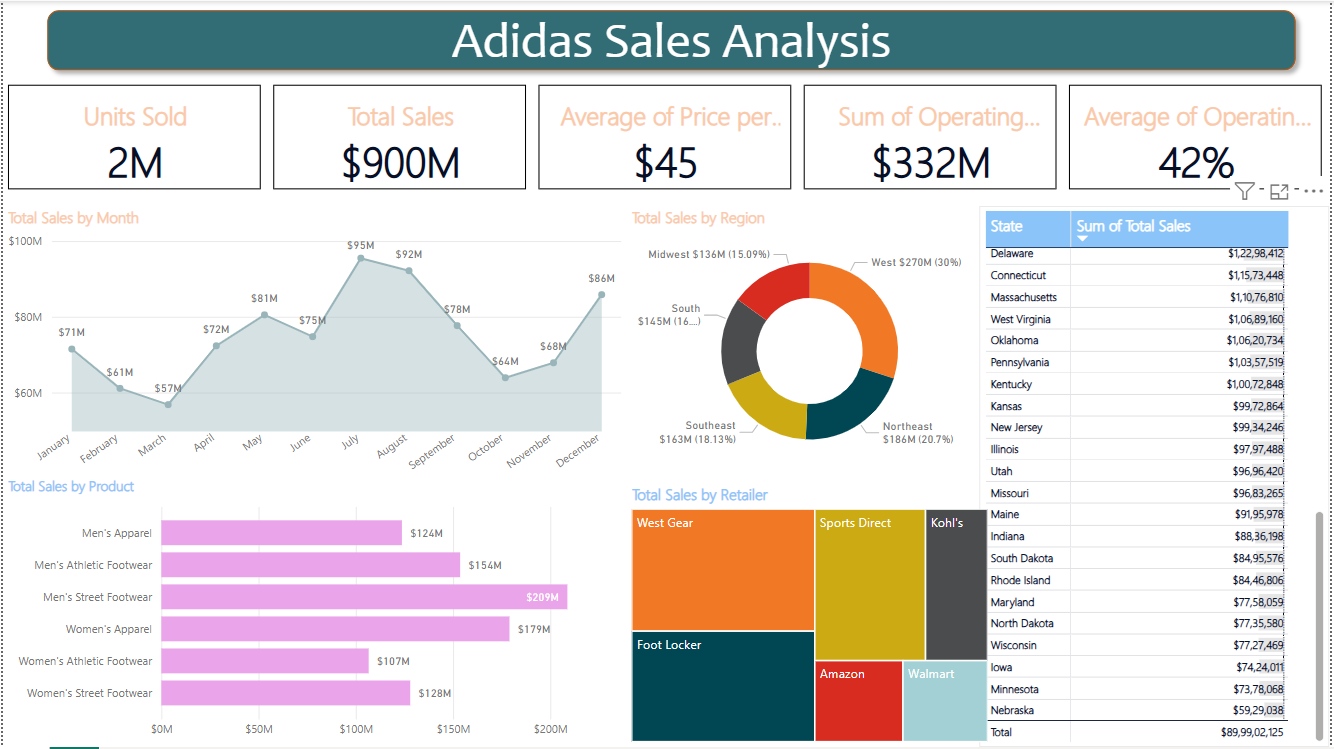 Adidas Sales Analysis
Units Sold
2M
Total Sales
$900M
Average of Price per..
$45
Sum of Operating...
$332M
Average of Operatin...
42%
Total Sales by Month
$100M
$80M
$60M
$71M
$61M
$57M
$72M
$81M
$75M
$95M
$92M
$78M
$64M
$68M
$86M
January
February
March
April
May
June
July
August
September
October
November
December
Total Sales by Region
Midwest $136M (15.09%)
West $270M (30%)
South
$145M (16....)
Southeast
$163M (18.13%)
Northeast
$186M (20.7%)
Total Sales by Product
Men's Apparel $124M
Men's Athletic Footwear $154M
Men's Street Footwear $209M
Women's Apparel $179M
Women's Athletic Footwear $107M
Women's Street Footwear $128M
$0M $50M $100M $150M $200M
Total Sales by Retailer
West Gear
Sports Direct
Kohl's
Foot Locker
Amazon
Walmart
State Sum of Total Sales
Delaware $1,22,98,412
Connecticut $1,15,73,448
Massachusetts $1,10,76,810
West Virginia $1,06,89,160
Oklahoma $1,06,20,734
Pennsylvania $1,03,57,519
Kentucky $1,00,72,848
Kansas $99,72,864
New Jersey $99,34,246
Illinois $97,97,488
Utah $96,96,420
Missouri $96,83,265
Maine $91,95,978
Indiana $88,36,198
South Dakota $84,95,576
Rhode Island $84,46,806
Maryland $77,58,059
North Dakota $77,35,580
Wisconsin $77,27,469
Iowa $74,24,011
Minnesota $73,78,068
Nebraska $59,29,038
Total $89,99,02,125